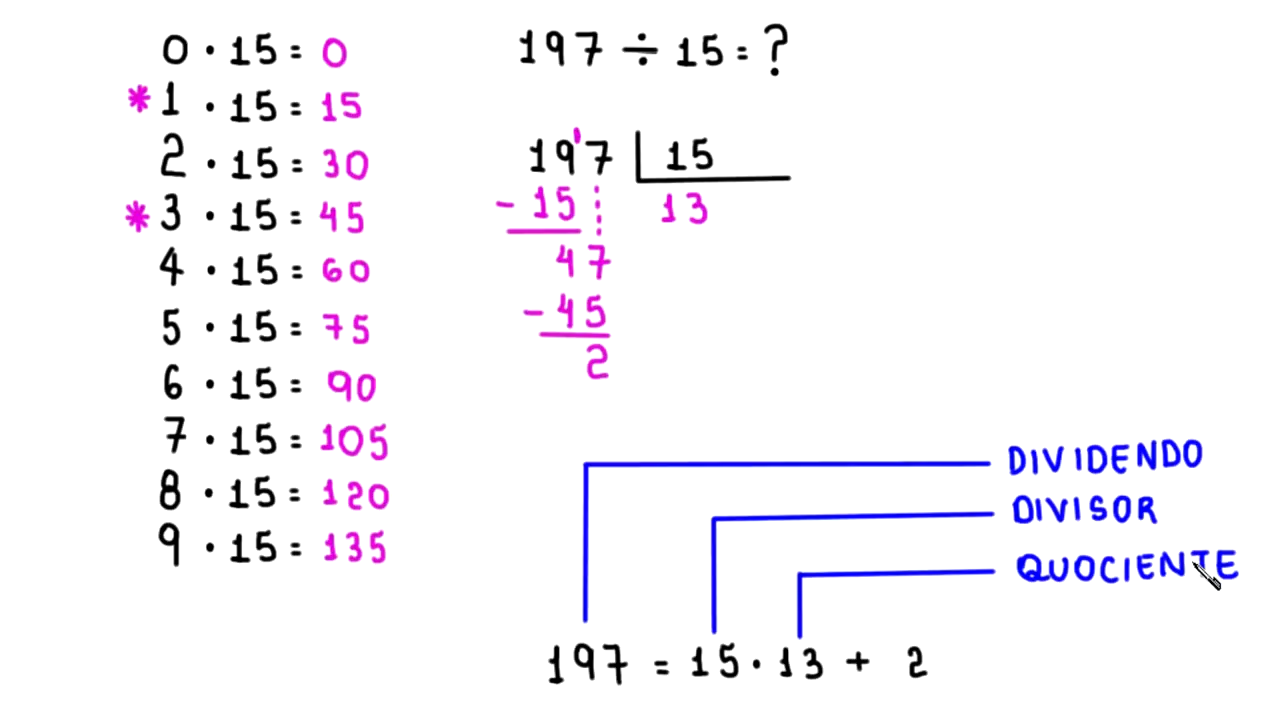 0 · 15 = 0
* 1 · 15 = 15
2 · 15 = 30
* 3 · 15 = 45
4 · 15 = 60
5 · 15 = 75
6 · 15 = 90
7 · 15 = 105
8 · 15 = 120
9 · 15 = 135
197 ÷ 15 = ?
19'7 | 15
- 15 13
47
- 45
2
DIVIDENDO
DIVISOR
QUOCIENTE
197 = 15 · 13 + 2